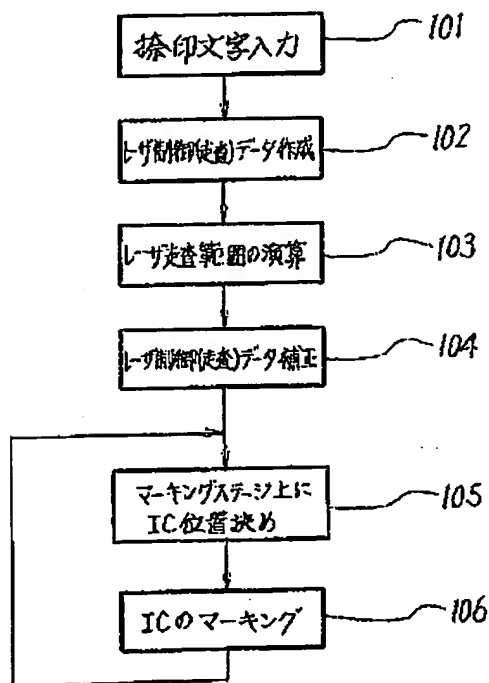 捺印文字入力
101
レーザ制御(走査)データ作成
102
レーザ走査範囲の演算
103
レーザ制御(走査)データ補正
104
マーキングステージ上に
IC位置決め
105
ICのマーキング
106